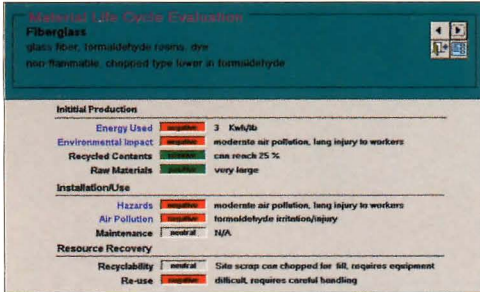 Material Life Cycle Evaluation
Fiberglass
glass fiber, formaldehyde resins, dye
non-flammable, chopped type lower in formaldehyde
Inititial Production
Energy Used negative 3 Kwh/lb
Environmental Impact negative moderate air pollution, lung injury to workers
Recycled Contents positive can reach 25 %
Raw Materials positive very large
Installation/Use
Hazards negative moderate air pollution, lung injury to workers
Air Pollution negative formaldehyde irritation/injury
Maintenance neutral N/A
Resource Recovery
Recyclability neutral Site scrap can chopped for fill, requires equipment
Re-use negative difficult, requires careful handling